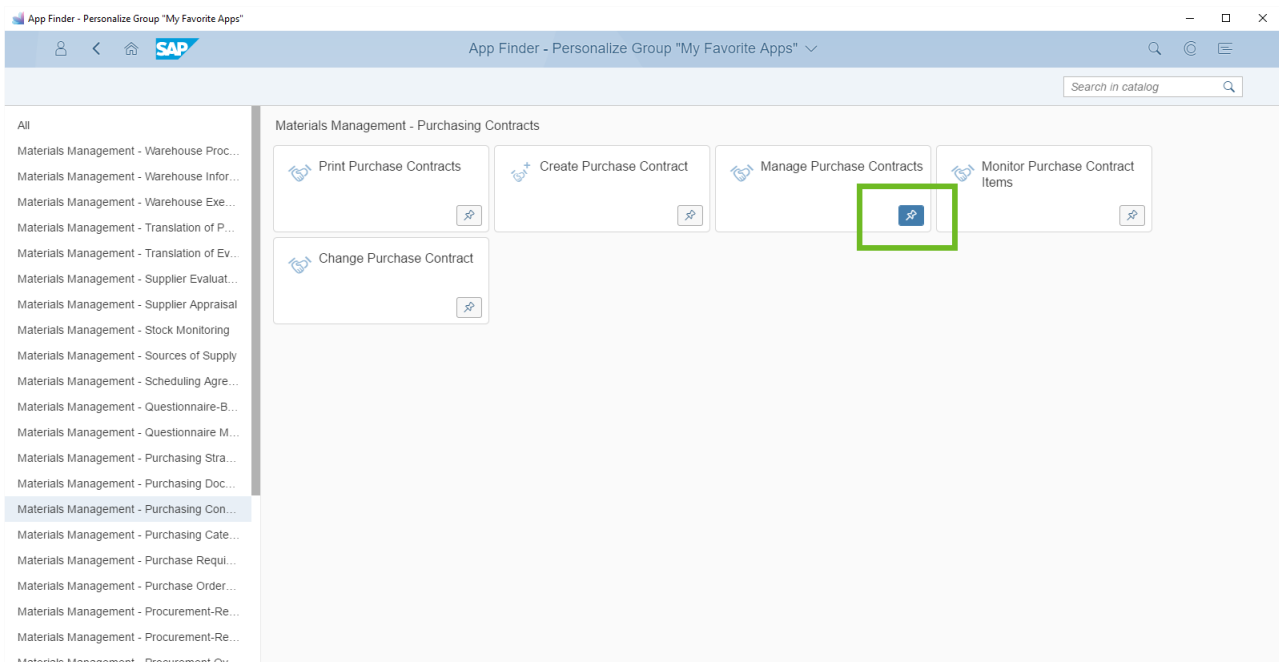 App Finder - Personalize Group "My Favorite Apps"
SAP
App Finder - Personalize Group "My Favorite Apps"
Search in catalog
All
Materials Management - Warehouse Proc...
Materials Management - Warehouse Infor...
Materials Management - Warehouse Exe...
Materials Management - Translation of P...
Materials Management - Translation of Ev...
Materials Management - Supplier Evaluat...
Materials Management - Supplier Appraisal
Materials Management - Stock Monitoring
Materials Management - Sources of Supply
Materials Management - Scheduling Agre...
Materials Management - Questionnaire-B...
Materials Management - Questionnaire M...
Materials Management - Purchasing Stra...
Materials Management - Purchasing Doc...
Materials Management - Purchasing Con...
Materials Management - Purchasing Cate...
Materials Management - Purchase Requi...
Materials Management - Purchase Order...
Materials Management - Procurement-Re...
Materials Management - Procurement-Re...
Materials Management - Procurement Ov...
Materials Management - Purchasing Contracts
Print Purchase Contracts
Create Purchase Contract
Manage Purchase Contracts
Monitor Purchase Contract
Items
Change Purchase Contract